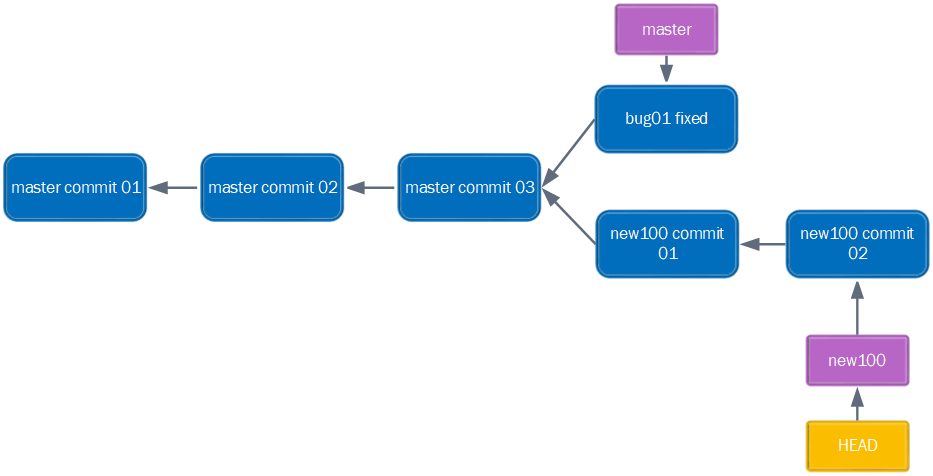 master
bug01 fixed
master commit 01
master commit 02
master commit 03
new100 commit
01
new100 commit
02
new100
HEAD